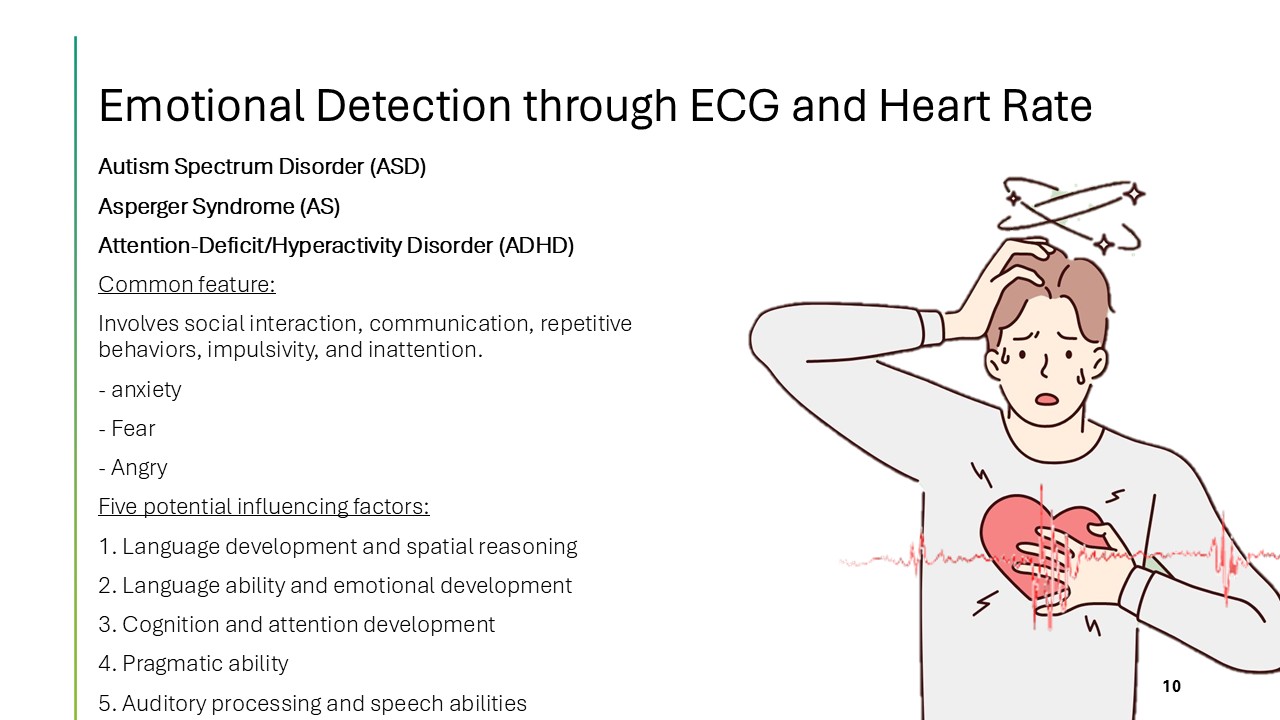 Emotional Detection through ECG and Heart Rate
Autism Spectrum Disorder (ASD)
Asperger Syndrome (AS)
Attention-Deficit/Hyperactivity Disorder (ADHD)
Common feature:
Involves social interaction, communication, repetitive
behaviors, impulsivity, and inattention.
- anxiety
- Fear
- Angry
Five potential influencing factors:
1. Language development and spatial reasoning
2. Language ability and emotional development
3. Cognition and attention development
4. Pragmatic ability
5. Auditory processing and speech abilities
10